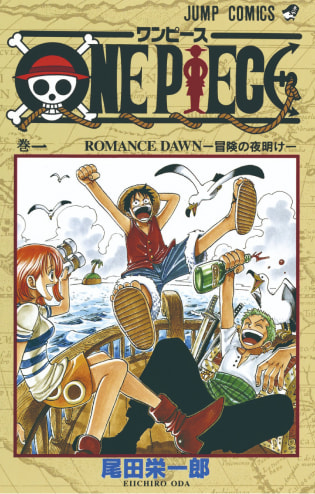 JUMP COMICS
ワンピース
ONE PIECE
巻一
ROMANCE DAWN—冒険の夜明け—
尾田栄一郎
EIICHIRO ODA